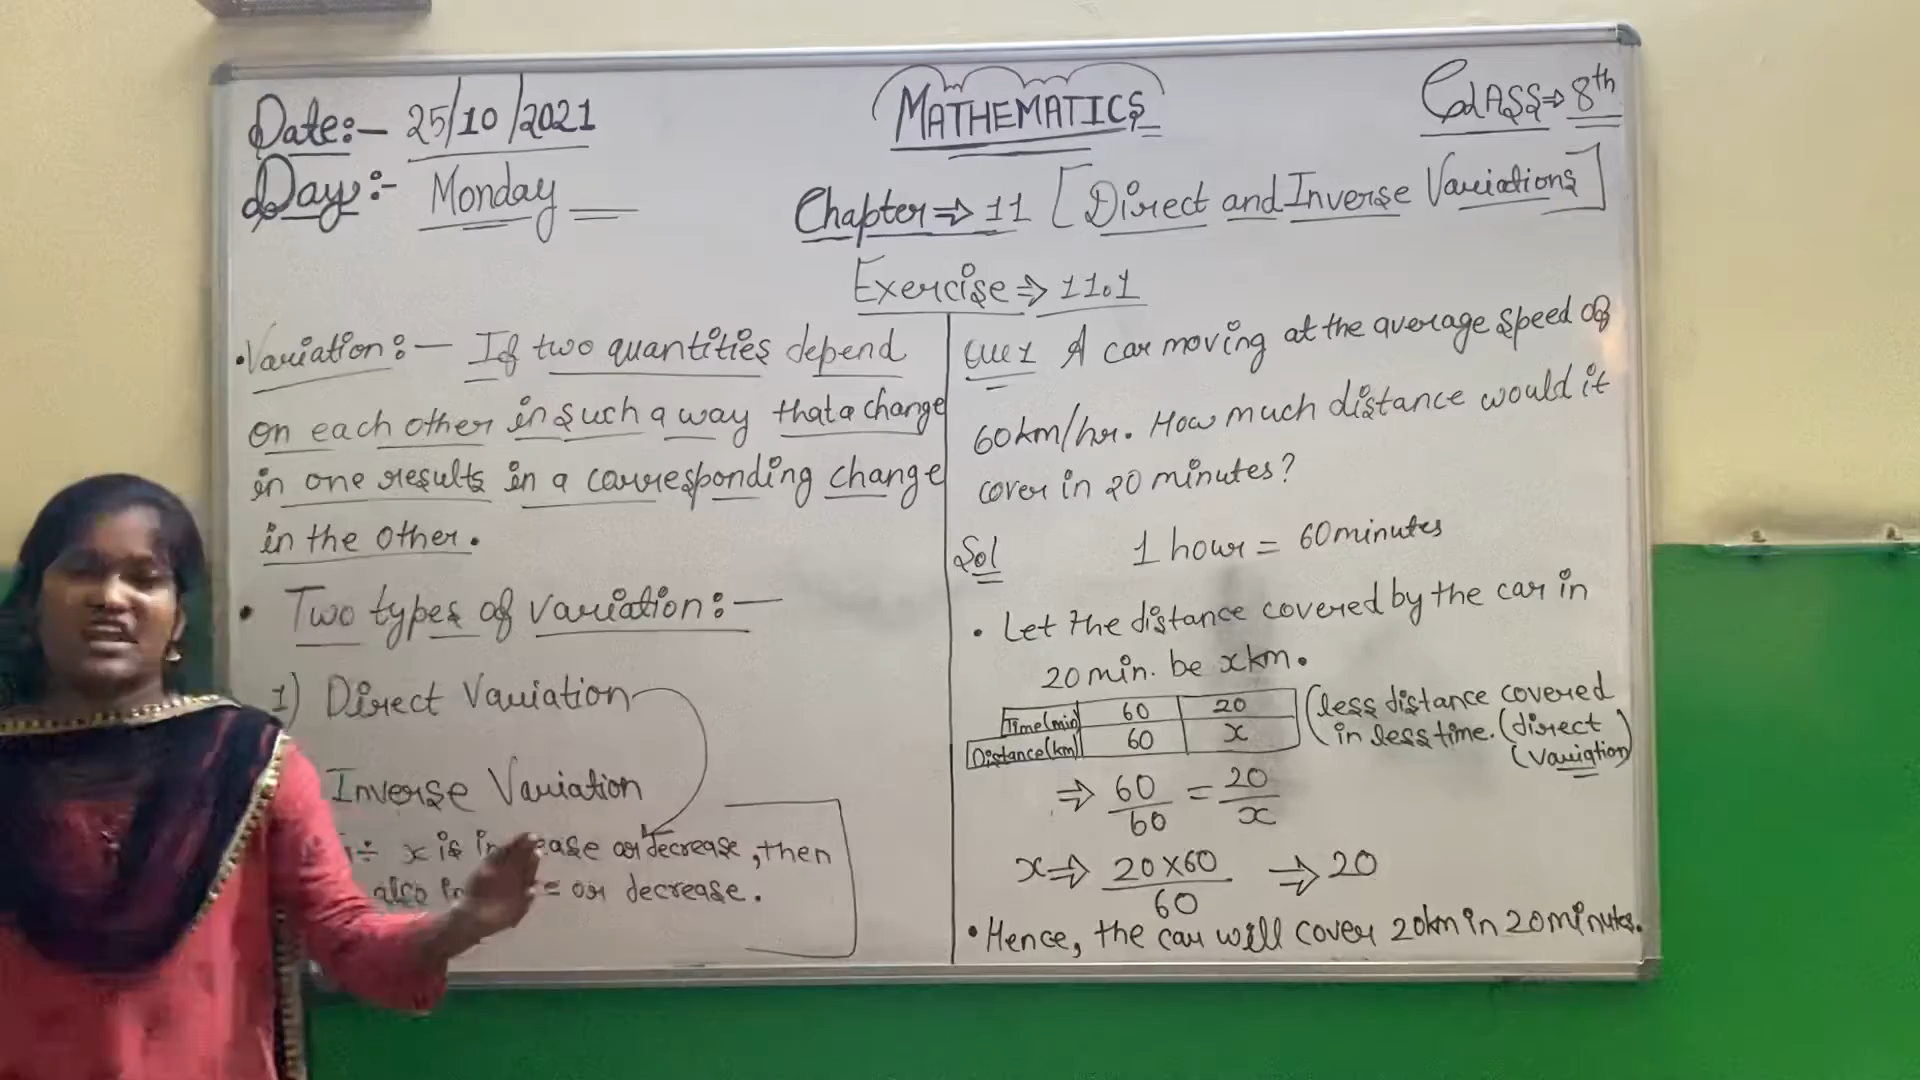 Date:- 25/10/2021
Day:- Monday
MATHEMATICS
CLASS⇒ 8th
Chapter⇒ 11 [Direct and Inverse Variations]
Exercise⇒ 11.1
•Variation:- If two quantities depend
on each other in such a way that a change
in one results in a corresponding change
in the other.
• Two types of variation:-
1) Direct Variation
Inverse Variation
x is increase or decrease, then
also or decrease.
Que 1 A car moving at the average speed of
60km/hr. How much distance would it
cover in 20 minutes?
Sol 1 hour = 60 minutes
• Let the distance covered by the car in
20 min. be x km.
Time(min) 60 20
Distance(km) 60 x
(less distance covered
in less time. (direct
(variation)
⇒ 60/60 = 20/x
x⇒ 20×60/60 ⇒ 20
• Hence, the car will cover 20km in 20 minutes.